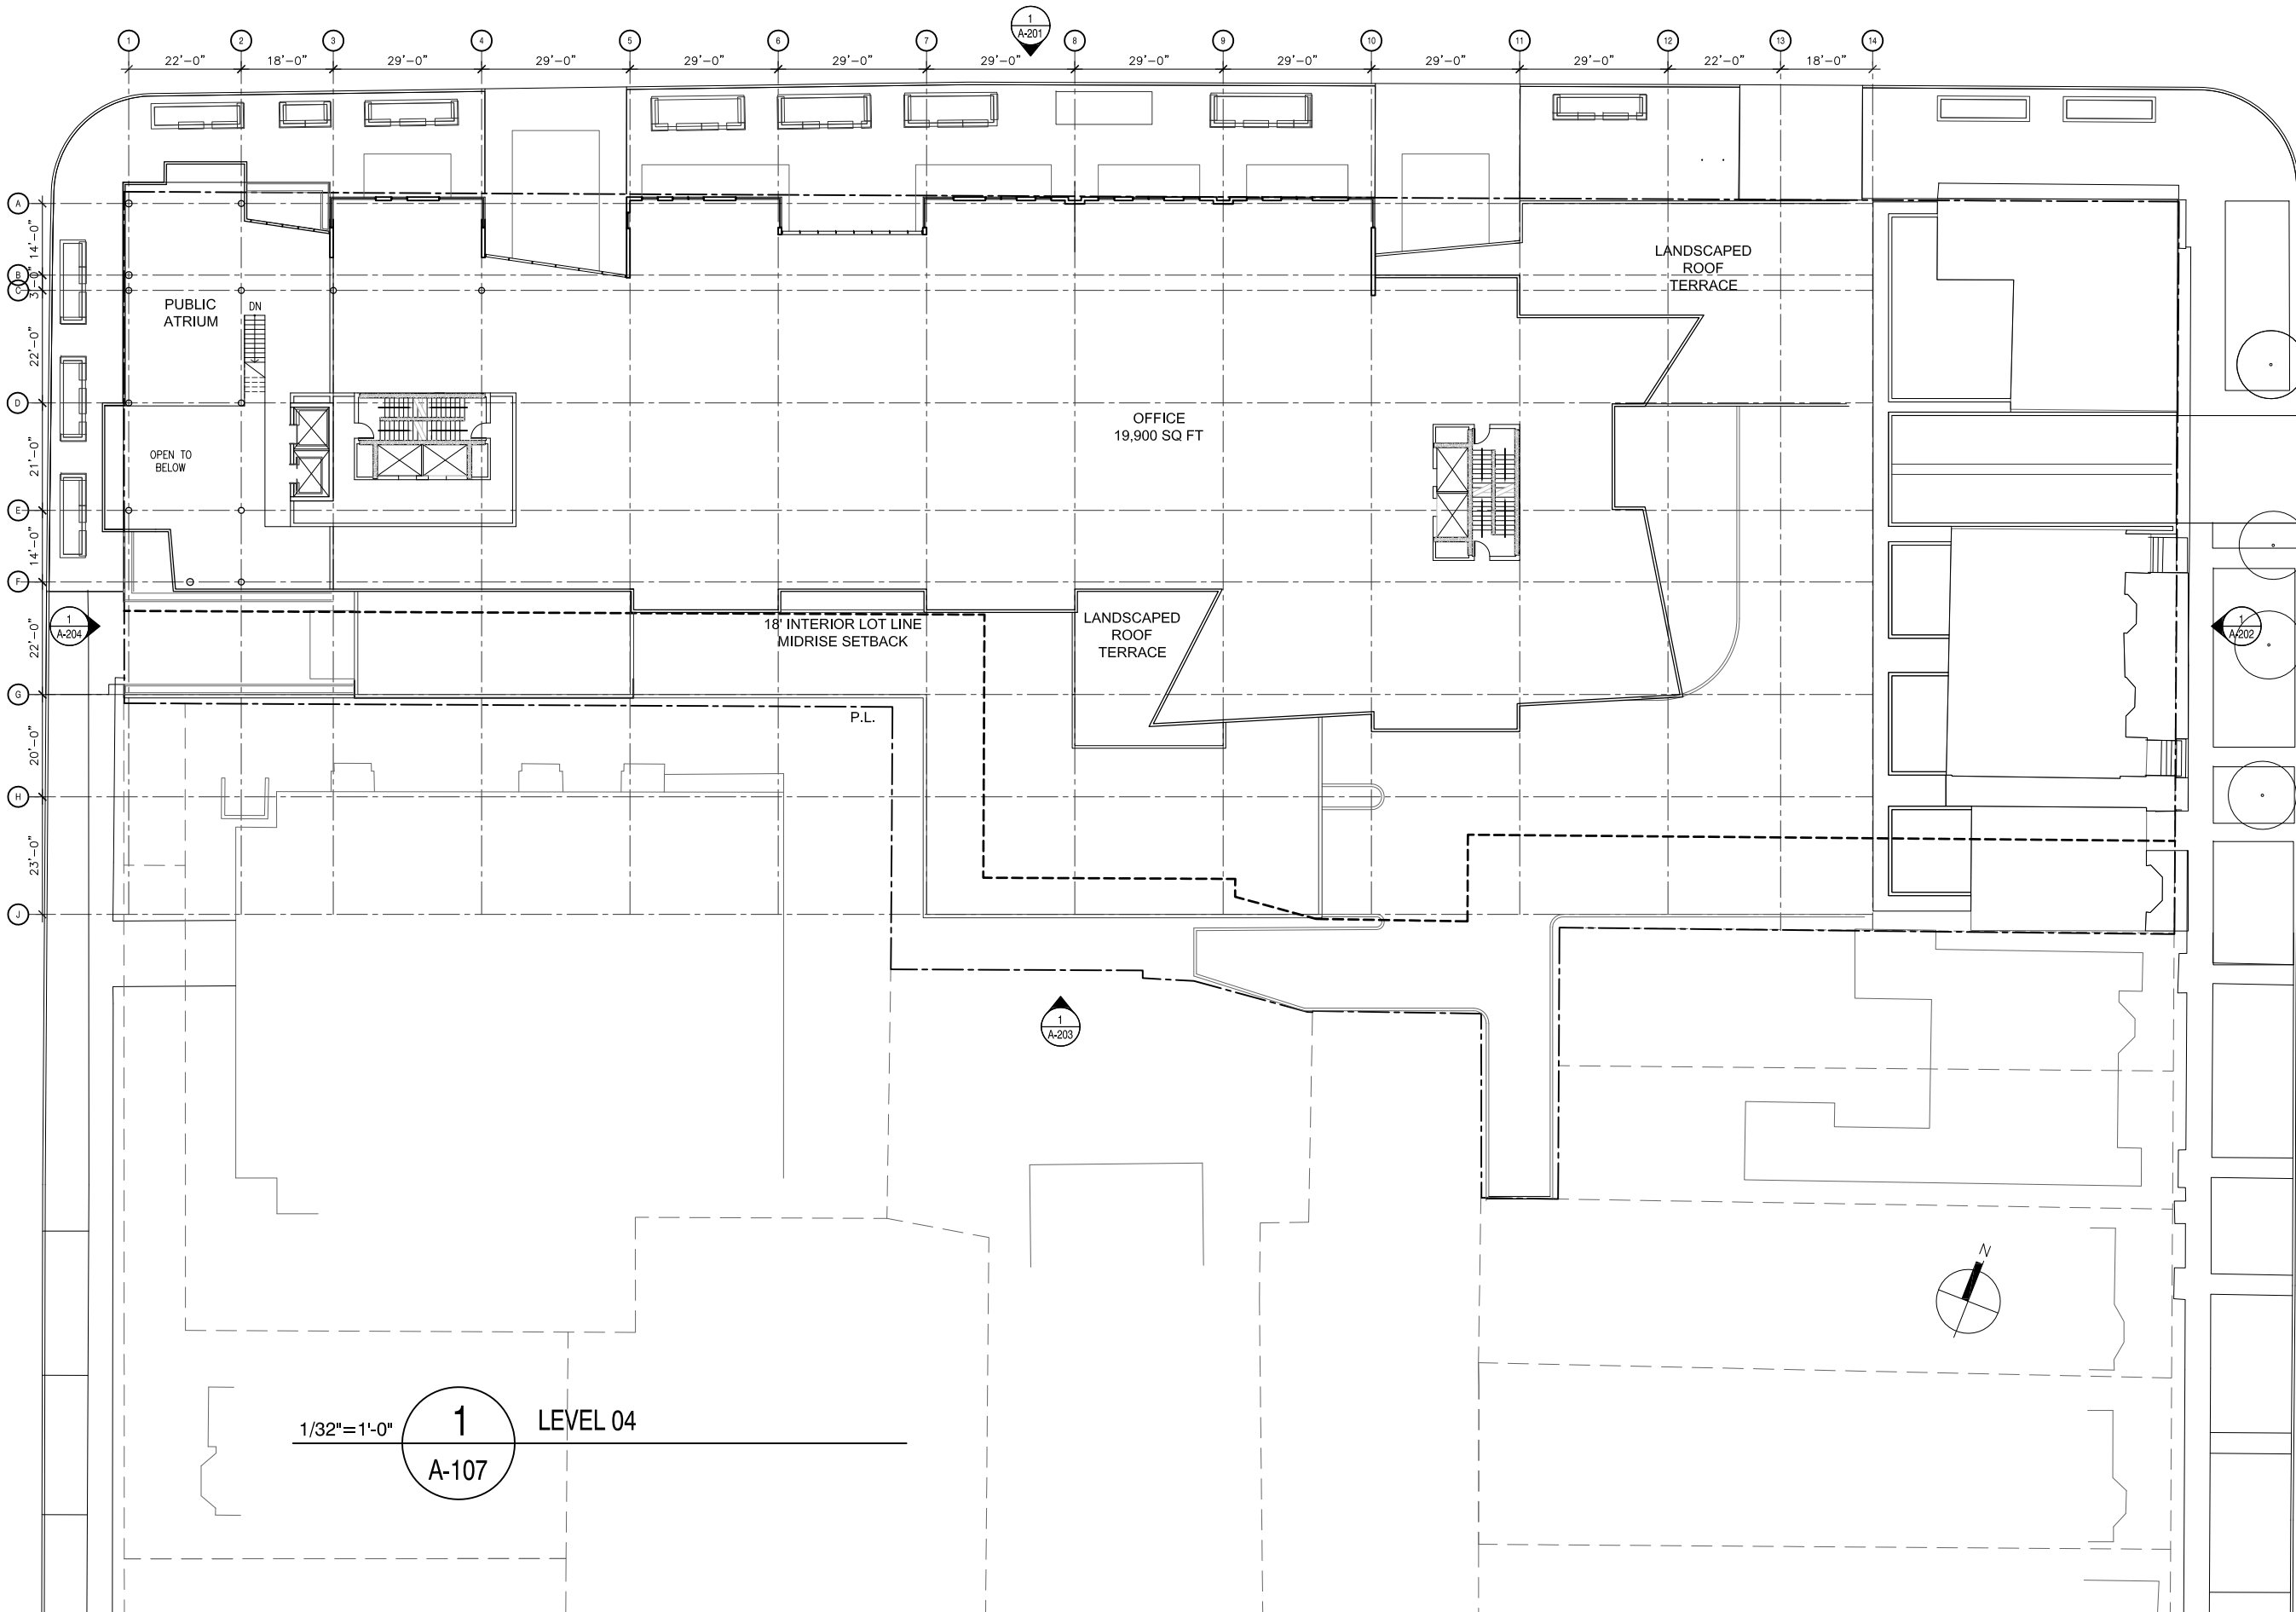 1
A-201
1 2 3 4 5 6 7 8 9 10 11 12 13 14
22'-0" 18'-0" 29'-0" 29'-0" 29'-0" 29'-0" 29'-0" 29'-0" 29'-0" 29'-0" 29'-0" 22'-0" 18'-0"
A
14'-0"
B
3'-0"
C
22'-0"
D
21'-0"
E
14'-0"
F
22'-0"
G
20'-0"
H
23'-0"
J
LANDSCAPED
ROOF
TERRACE
PUBLIC
ATRIUM
DN
OFFICE
19,900 SQ FT
OPEN TO
BELOW
1
A-204
18' INTERIOR LOT LINE
MIDRISE SETBACK
LANDSCAPED
ROOF
TERRACE
1
A-202
P.L.
1
A-203
N
1/32"=1'-0"
1
A-107
LEVEL 04